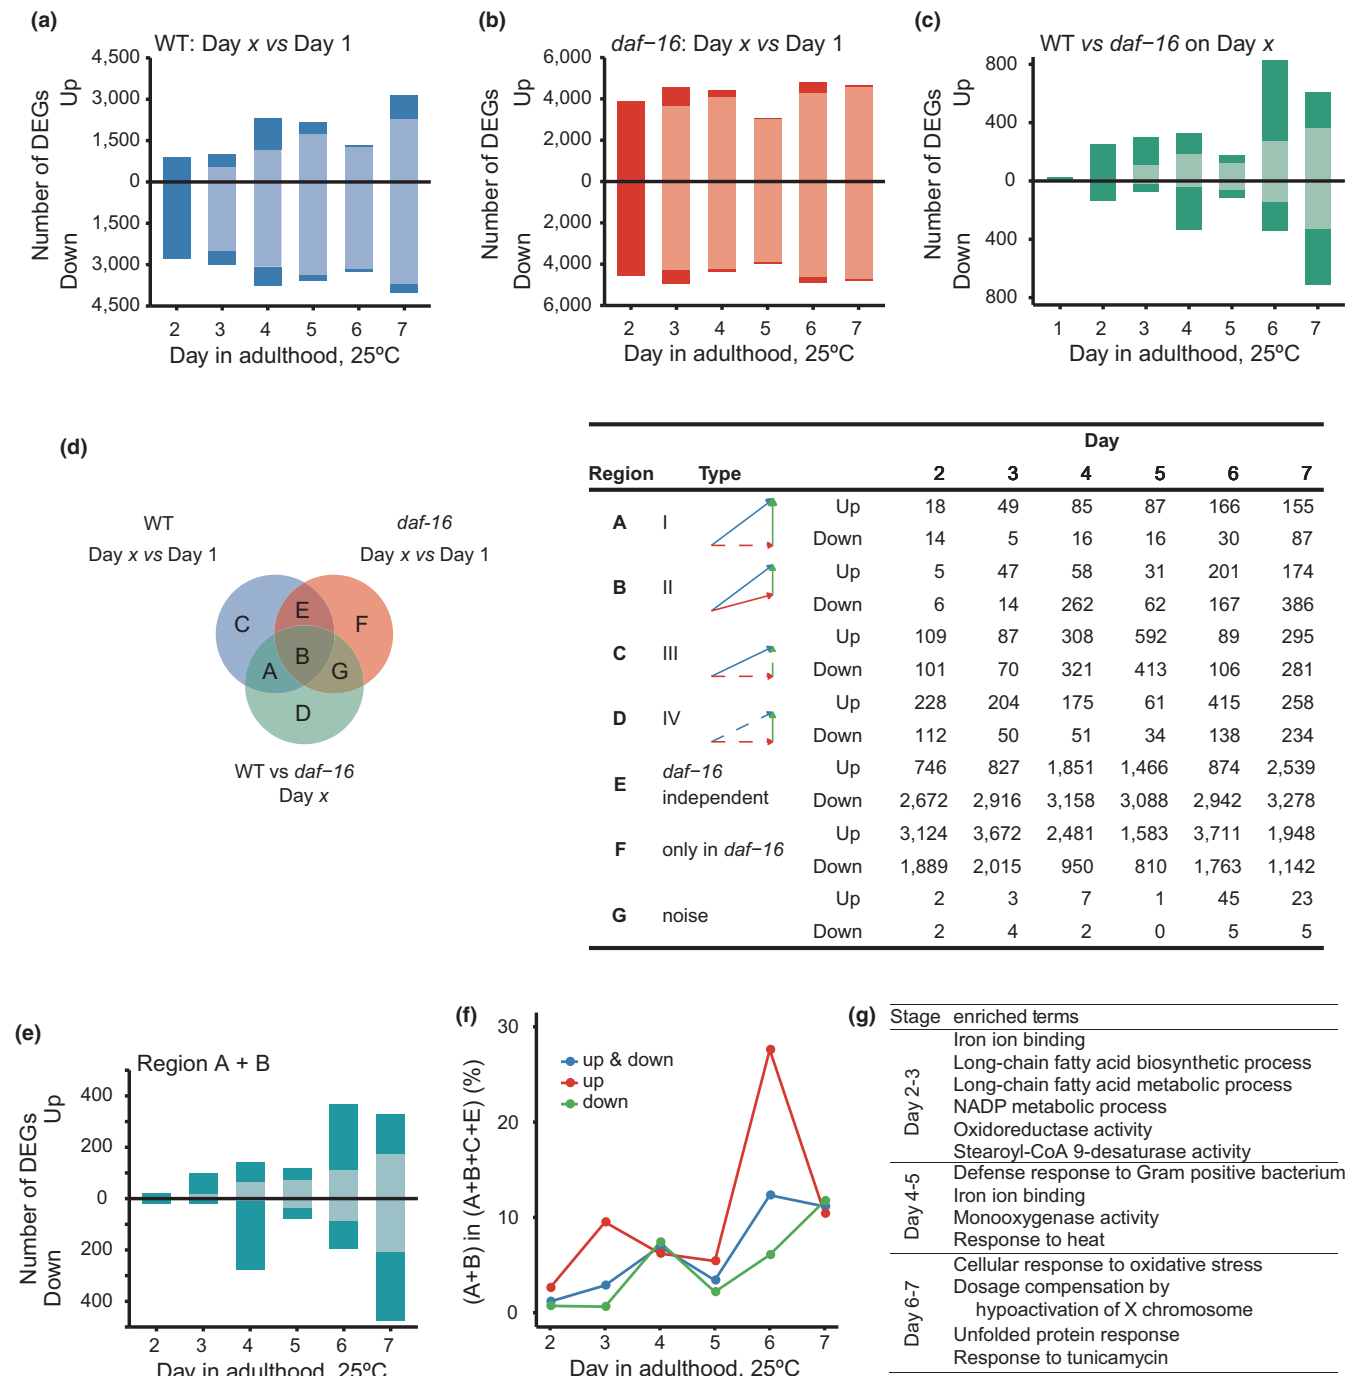 (a)
WT: Day x vs Day 1
Number of DEGs
Down Up
4,500
3,000
1,500
0
1,500
3,000
4,500
2 3 4 5 6 7
Day in adulthood, 25ºC
(b)
daf−16: Day x vs Day 1
Number of DEGs
Down Up
6,000
4,000
2,000
0
2,000
4,000
6,000
2 3 4 5 6 7
Day in adulthood, 25ºC
(c)
WT vs daf−16 on Day x
Number of DEGs
Down Up
800
400
0
400
800
1 2 3 4 5 6 7
Day in adulthood, 25ºC
(d)
WT
Day x vs Day 1
daf-16
Day x vs Day 1
C E F
B
A G
D
WT vs daf−16
Day x
Day
Region Type 2 3 4 5 6 7
A I Up 18 49 85 87 166 155
Down 14 5 16 16 30 87
B II Up 5 47 58 31 201 174
Down 6 14 262 62 167 386
C III Up 109 87 308 592 89 295
Down 101 70 321 413 106 281
D IV Up 228 204 175 61 415 258
Down 112 50 51 34 138 234
E daf−16 independent Up 746 827 1,851 1,466 874 2,539
Down 2,672 2,916 3,158 3,088 2,942 3,278
F only in daf−16 Up 3,124 3,672 2,481 1,583 3,711 1,948
Down 1,889 2,015 950 810 1,763 1,142
G noise Up 2 3 7 1 45 23
Down 2 4 2 0 5 5
(e)
Region A + B
Number of DEGs
Down Up
400
200
0
200
400
2 3 4 5 6 7
Day in adulthood, 25ºC
(f)
(A+B) in (A+B+C+E) (%)
30
20
10
0
up & down
up
down
2 3 4 5 6 7
Day in adulthood, 25ºC
(g)
Stage enriched terms
Day 2-3
Iron ion binding
Long-chain fatty acid biosynthetic process
Long-chain fatty acid metabolic process
NADP metabolic process
Oxidoreductase activity
Stearoyl-CoA 9-desaturase activity
Day 4-5
Defense response to Gram positive bacterium
Iron ion binding
Monooxygenase activity
Response to heat
Day 6-7
Cellular response to oxidative stress
Dosage compensation by
hypoactivation of X chromosome
Unfolded protein response
Response to tunicamycin